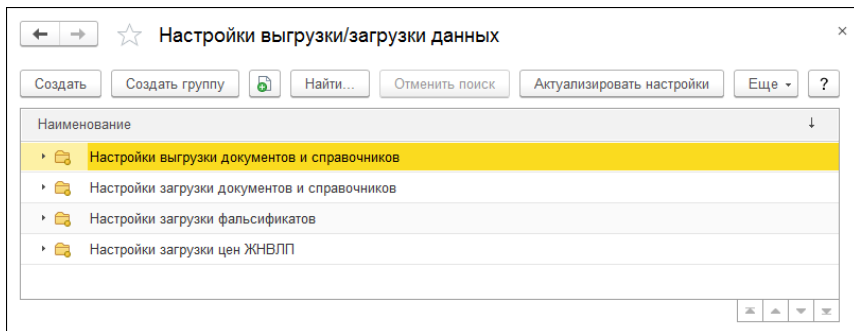 Настройки выгрузки/загрузки данных
Создать Создать группу Найти... Отменить поиск Актуализировать настройки Еще ?
Наименование
Настройки выгрузки документов и справочников
Настройки загрузки документов и справочников
Настройки загрузки фальсификатов
Настройки загрузки цен ЖНВЛП